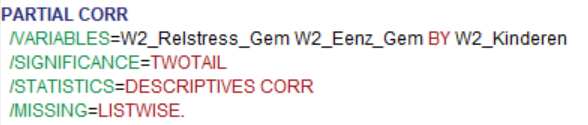 PARTIAL CORR
/VARIABLES=W2_Relstress_Gem W2_Eenz_Gem BY W2_Kinderen
/SIGNIFICANCE=TWOTAIL
/STATISTICS=DESCRIPTIVES CORR
/MISSING=LISTWISE.